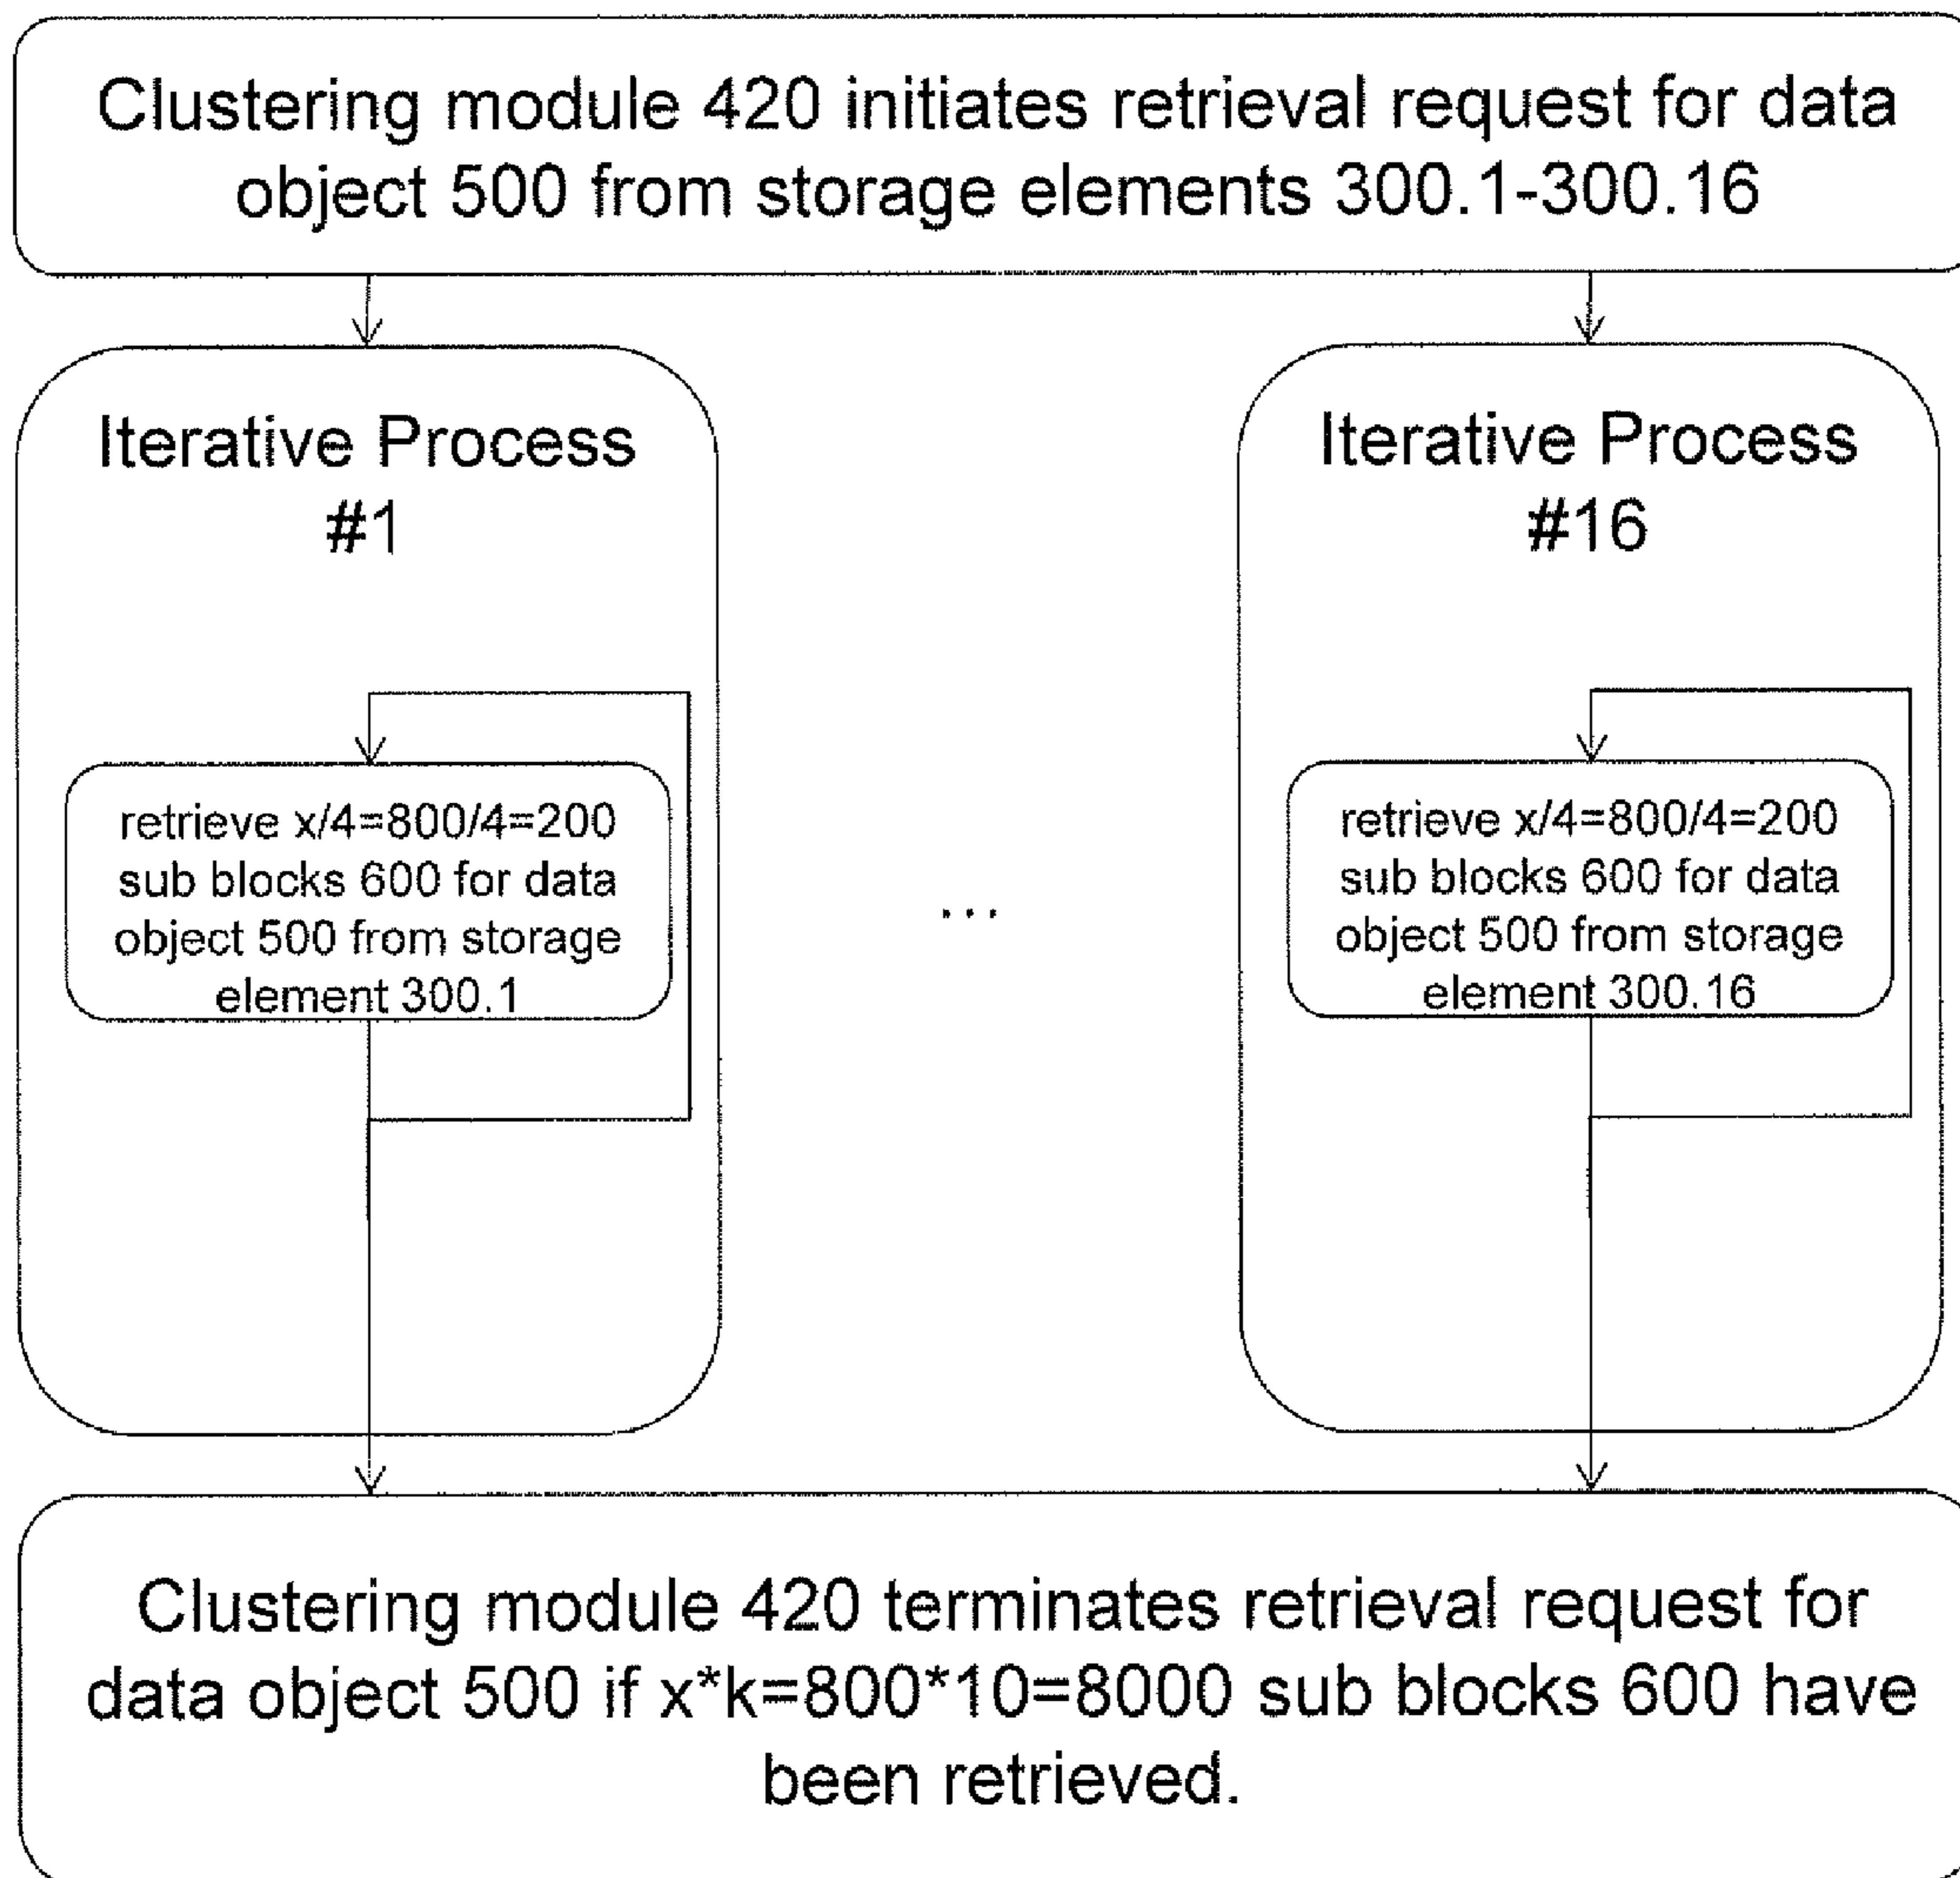 Clustering module 420 initiates retrieval request for data
object 500 from storage elements 300.1-300.16
Iterative Process
#1
retrieve x/4=800/4=200
sub blocks 600 for data
object 500 from storage
element 300.1
...
Iterative Process
#16
retrieve x/4=800/4=200
sub blocks 600 for data
object 500 from storage
element 300.16
Clustering module 420 terminates retrieval request for
data object 500 if x*k=800*10=8000 sub blocks 600 have
been retrieved.